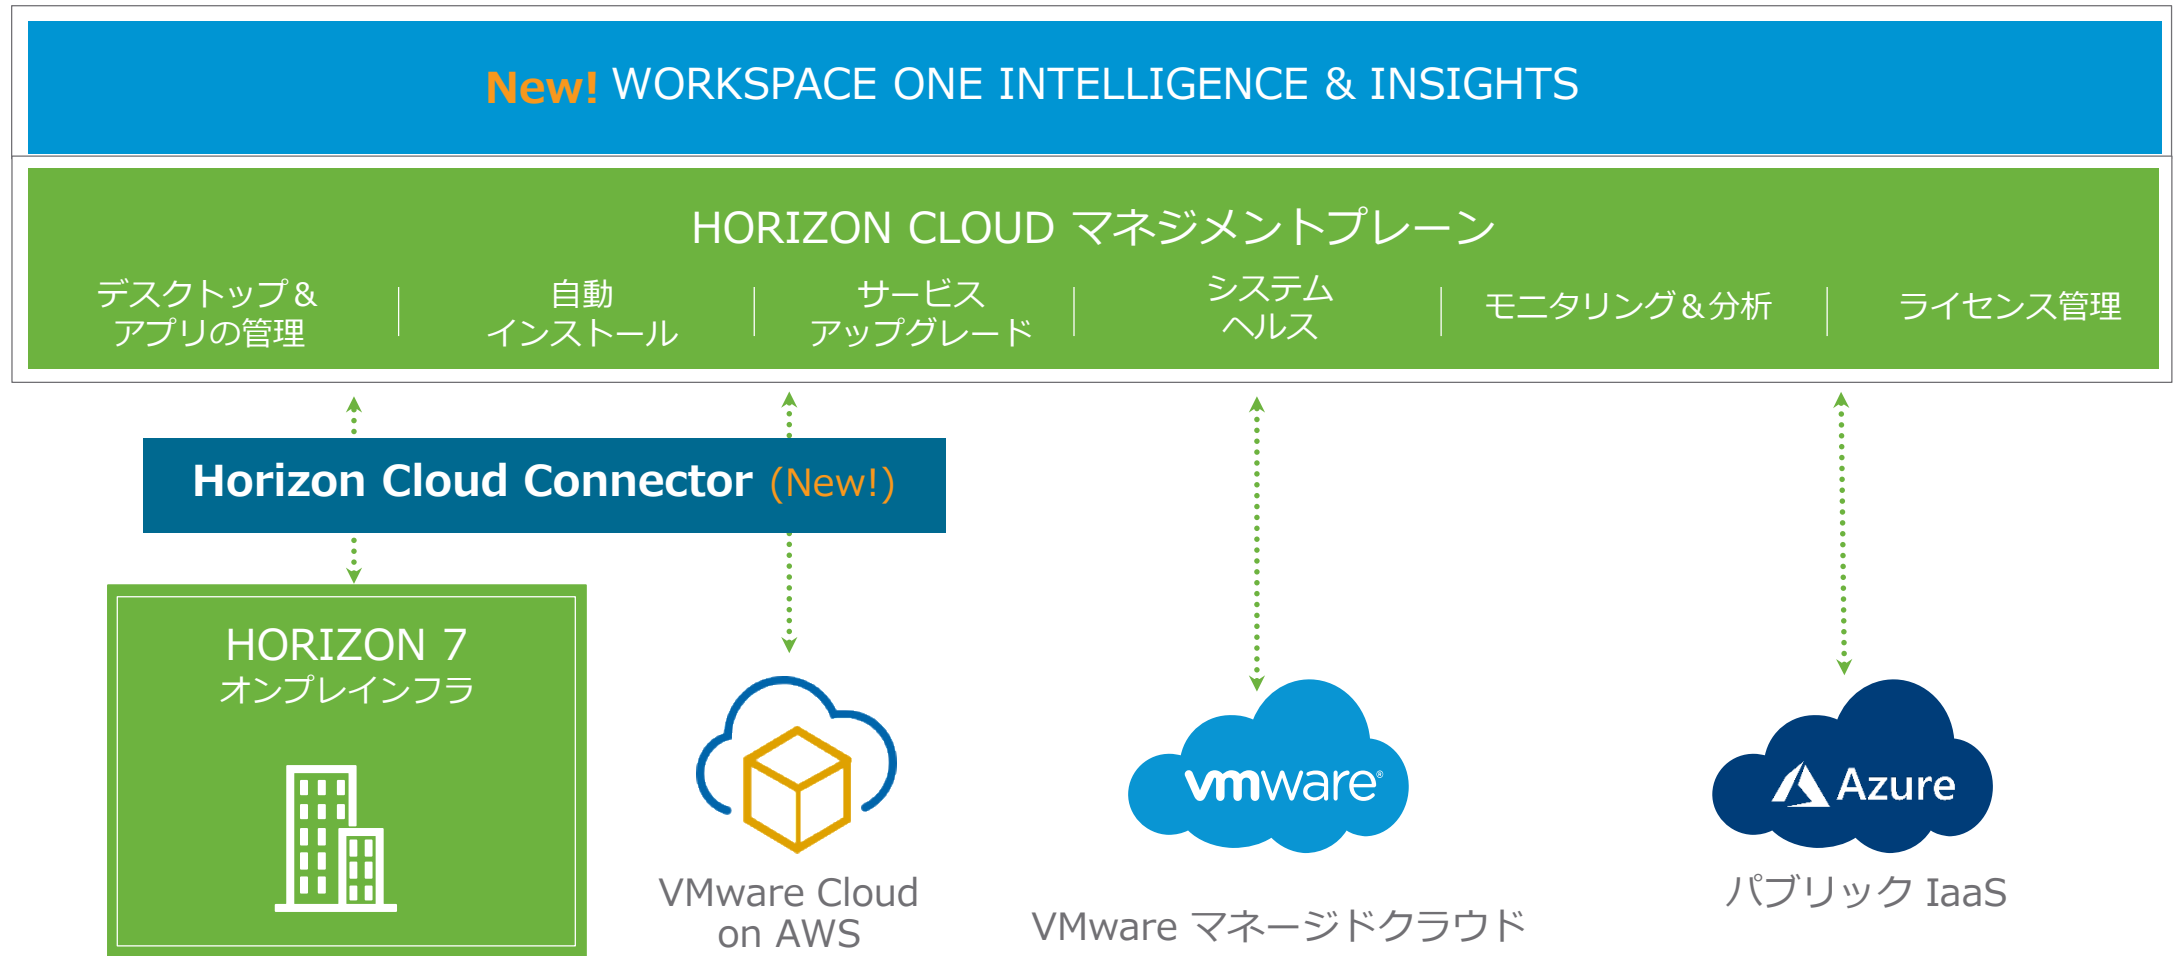 New! WORKSPACE ONE INTELLIGENCE & INSIGHTS
HORIZON CLOUD マネジメントプレーン
デスクトップ&
アプリの管理
自動
インストール
サービス
アップグレード
システム
ヘルス
モニタリング&分析
ライセンス管理
Horizon Cloud Connector (New!)
HORIZON 7
オンプレインフラ
VMware Cloud
on AWS
vmware®
VMware マネージドクラウド
Azure
パブリック IaaS